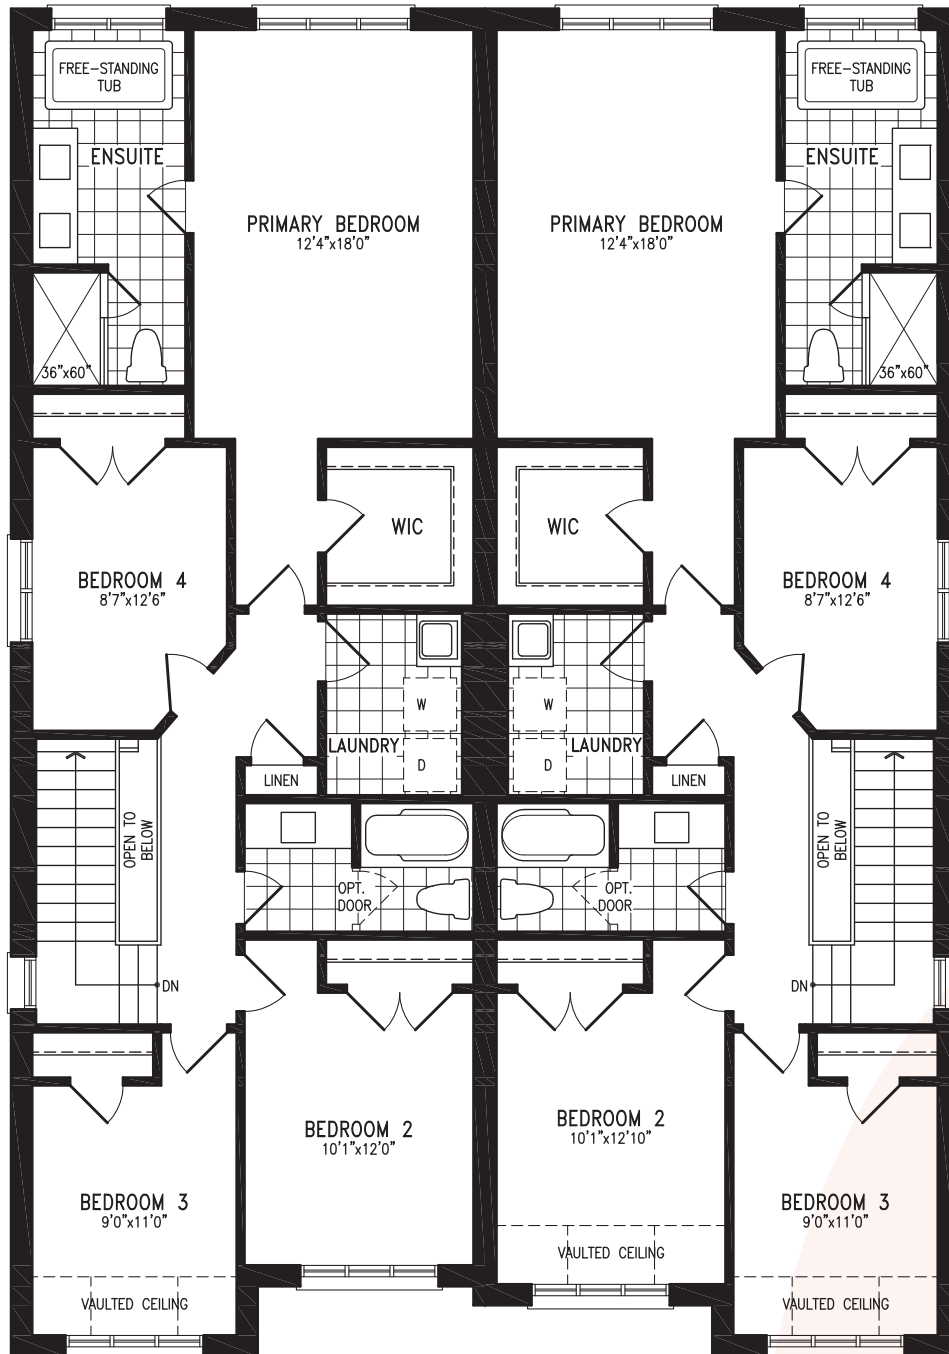 FREE-STANDING
TUB
FREE-STANDING
TUB
ENSUITE
ENSUITE
PRIMARY BEDROOM
12'4"x18'0"
PRIMARY BEDROOM
12'4"x18'0"
36"x60"
36"x60"
WIC
WIC
BEDROOM 4
8'7"x12'6"
BEDROOM 4
8'7"x12'6"
W
W
LAUNDRY
D
D
LAUNDRY
LINEN
LINEN
OPEN TO
BELOW
OPEN TO
BELOW
OPT.
DOOR
OPT.
DOOR
DN
DN
BEDROOM 2
10'1"x12'0"
BEDROOM 2
10'1"x12'10"
BEDROOM 3
9'0"x11'0"
BEDROOM 3
9'0"x11'0"
VAULTED CEILING
VAULTED CEILING
VAULTED CEILING